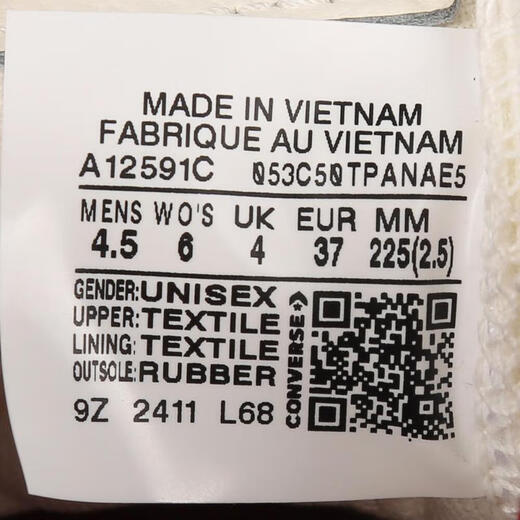 MADE IN VIETNAM
FABRIQUE AU VIETNAM
A12591C 053C50TPANAE5
MENS WO'S UK EUR MM
4.5 6 4 37 225(2.5)
GENDER:UNISEX
UPPER:TEXTILE
LINING:TEXTILE
OUTSOLE:RUBBER
9Z 2411 L68
CONVERSE